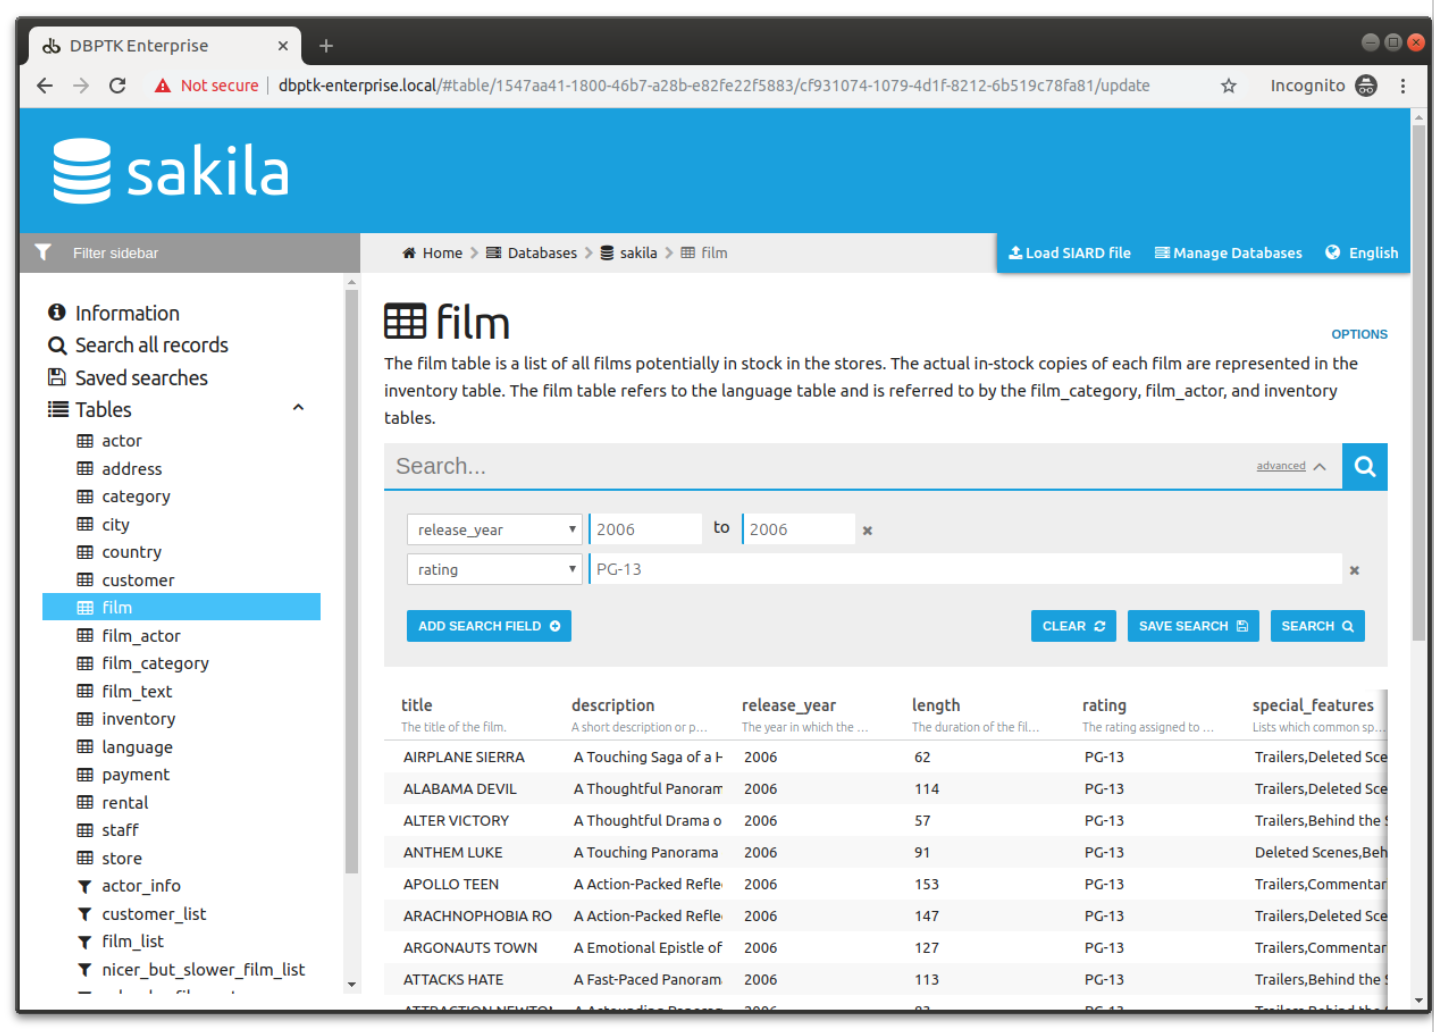 DBPTK Enterprise
Not secure | dbptk-enterprise.local/#table/1547aa41-1800-46b7-a28b-e82fe22f5883/cf931074-1079-4d1f-8212-6b519c78fa81/update Incognito
sakila
Filter sidebar
Home > Databases > sakila > film
Load SIARD file Manage Databases English
Information
Search all records
Saved searches
Tables
actor
address
category
city
country
customer
film
film_actor
film_category
film_text
inventory
language
payment
rental
staff
store
actor_info
customer_list
film_list
nicer_but_slower_film_list
film
OPTIONS
The film table is a list of all films potentially in stock in the stores. The actual in-stock copies of each film are represented in the
inventory table. The film table refers to the language table and is referred to by the film_category, film_actor, and inventory
tables.
Search... advanced
release_year 2006 to 2006
rating PG-13
ADD SEARCH FIELD CLEAR SAVE SEARCH SEARCH
title description release_year length rating special_features
The title of the film. A short description or p... The year in which the ... The duration of the fil... The rating assigned to ... Lists which common sp...
AIRPLANE SIERRA A Touching Saga of a H 2006 62 PG-13 Trailers,Deleted Sce
ALABAMA DEVIL A Thoughtful Panoram 2006 114 PG-13 Trailers,Deleted Sce
ALTER VICTORY A Thoughtful Drama o 2006 57 PG-13 Trailers,Behind the S
ANTHEM LUKE A Touching Panorama 2006 91 PG-13 Deleted Scenes,Beh
APOLLO TEEN A Action-Packed Refle 2006 153 PG-13 Trailers,Commentar
ARACHNOPHOBIA RO A Action-Packed Refle 2006 147 PG-13 Trailers,Deleted Sce
ARGONAUTS TOWN A Emotional Epistle of 2006 127 PG-13 Trailers,Commentar
ATTACKS HATE A Fast-Paced Panoram 2006 113 PG-13 Trailers,Behind the S